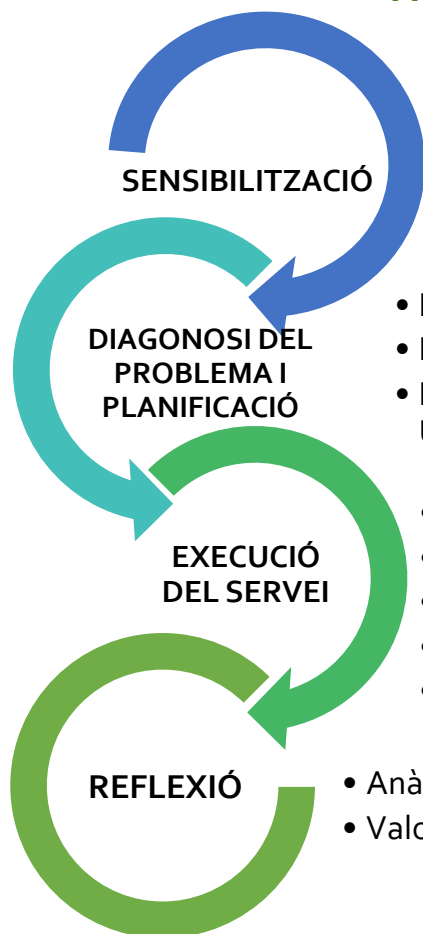 SENSIBILITZACIÓ
DIAGONOSI DEL
PROBLEMA I
PLANIFICACIÓ
EXECUCIÓ
DEL SERVEI
REFLEXIÓ
•
•
•
•
•
•
•
•
• Anà
• Valo